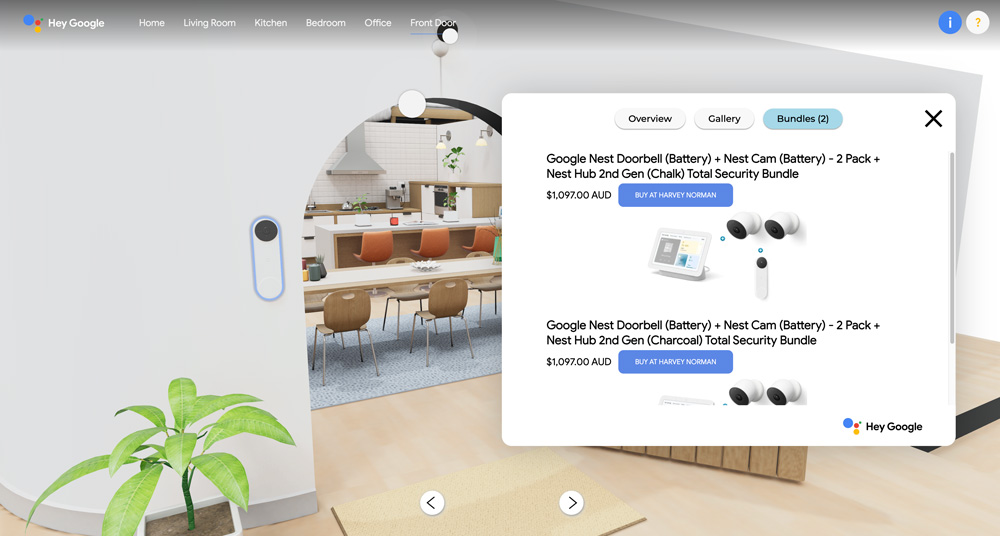 Hey Google
Home
Living Room
Kitchen
Bedroom
Office
Front Door
i
?
Overview
Gallery
Bundles (2)
Google Nest Doorbell (Battery) + Nest Cam (Battery) - 2 Pack +
Nest Hub 2nd Gen (Chalk) Total Security Bundle
$1,097.00 AUD
BUY AT HARVEY NORMAN
Google Nest Doorbell (Battery) + Nest Cam (Battery) - 2 Pack +
Nest Hub 2nd Gen (Charcoal) Total Security Bundle
$1,097.00 AUD
BUY AT HARVEY NORMAN
Hey Google